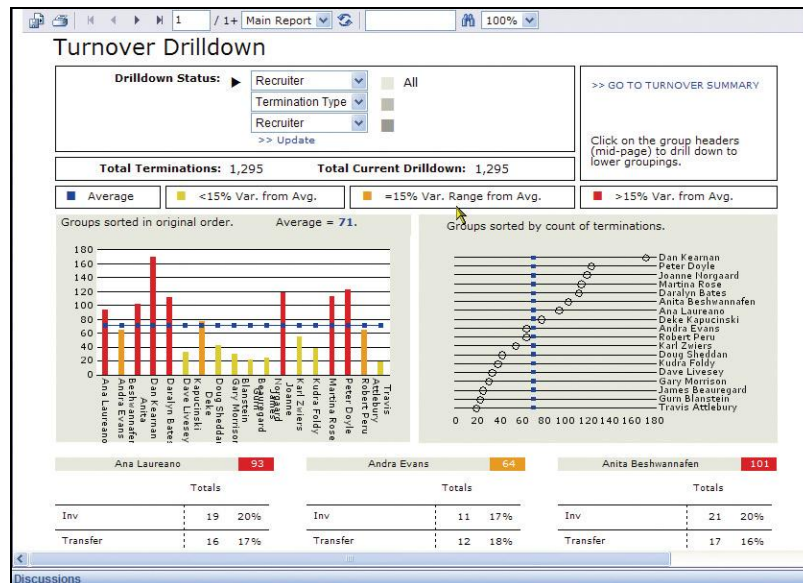 1 / 1+ Main Report 100%
Turnover Drilldown
Drilldown Status: Recruiter All
Termination Type
Recruiter
>> Update
>> GO TO TURNOVER SUMMARY
Click on the group headers
(mid-page) to drill down to
lower groupings.
Total Terminations: 1,295 Total Current Drilldown: 1,295
Average <15% Var. from Avg. =15% Var. Range from Avg. >15% Var. from Avg.
Groups sorted in original order. Average = 71.
180
160
140
120
100
80
60
40
20
0
Ana Laureano
Andra Evans
Beshwannafen
Anita
Dan Kearnan
Daralyn Bates
Dave Livesey
Kapucinski
Deke
Doug Sheddan
Gary Morrison
Blanstein
Beauregard
Norgaard
Joanne
Karl Zwiers
Kudra Foldy
Martina Rose
Peter Doyle
Robert Peru
Attlebury
Travis
Groups sorted by count of terminations.
Dan Kearnan
Peter Doyle
Joanne Norgaard
Martina Rose
Daralyn Bates
Anita Beshwannafen
Ana Laureano
Deke Kapucinski
Andra Evans
Robert Peru
Karl Zwiers
Doug Sheddan
Kudra Foldy
Dave Livesey
Gary Morrison
James Beauregard
Gurn Blanstein
Travis Attlebury
0 20 40 60 80 100 120 140 160 180
Ana Laureano 93
Totals
Inv 19 20%
Transfer 16 17%
Andra Evans 64
Totals
Inv 11 17%
Transfer 12 18%
Anita Beshwannafen 101
Totals
Inv 21 20%
Transfer 17 16%
Discussions